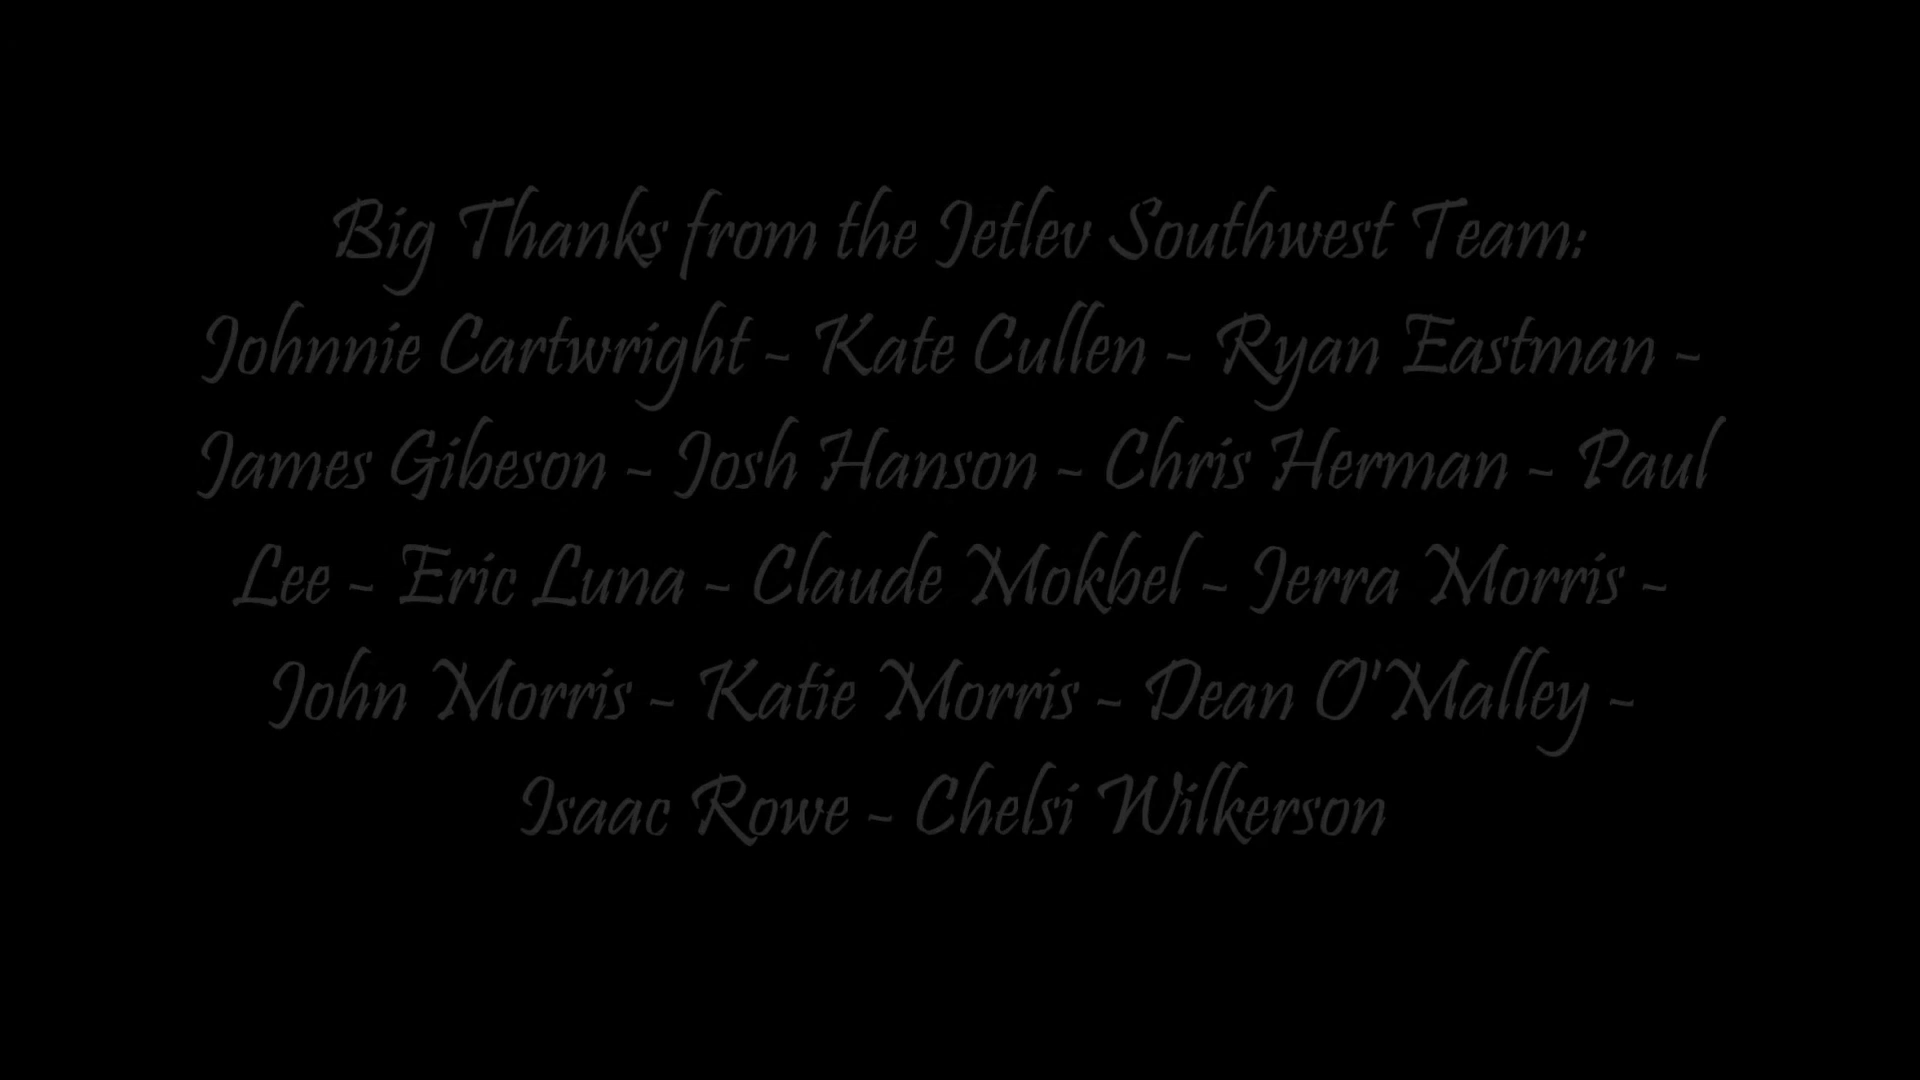 Big Thanks from the Jetlev Southwest Team:
Johnnie Cartwright - Kate Cullen - Ryan Eastman -
James Gibeson - Josh Hanson - Chris Herman - Paul
Lee - Eric Luna - Claude Mokbel - Jerra Morris -
John Morris - Katie Morris - Dean O'Malley -
Isaac Rowe - Chelsi Wilkerson